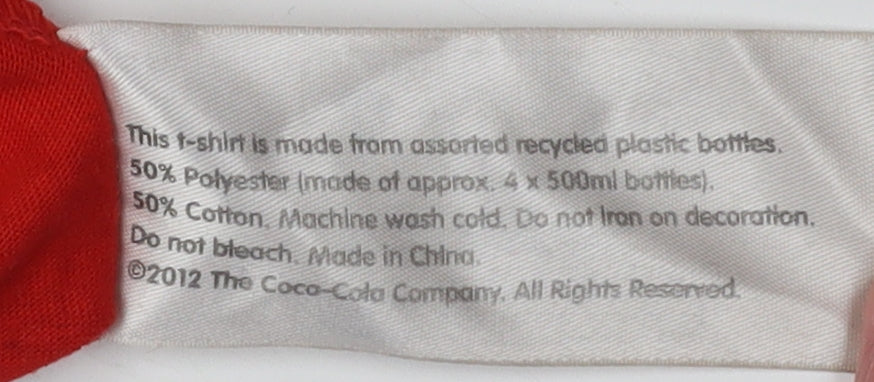 This t-shirt is made from assorted recycled plastic bottles.
50% Polyester (made of approx. 4 x 500ml bottles).
50% Cotton. Machine wash cold. Do not Iron on decoration.
Do not bleach. Made in China.
©2012 The Coca-Cola Company. All Rights Reserved.